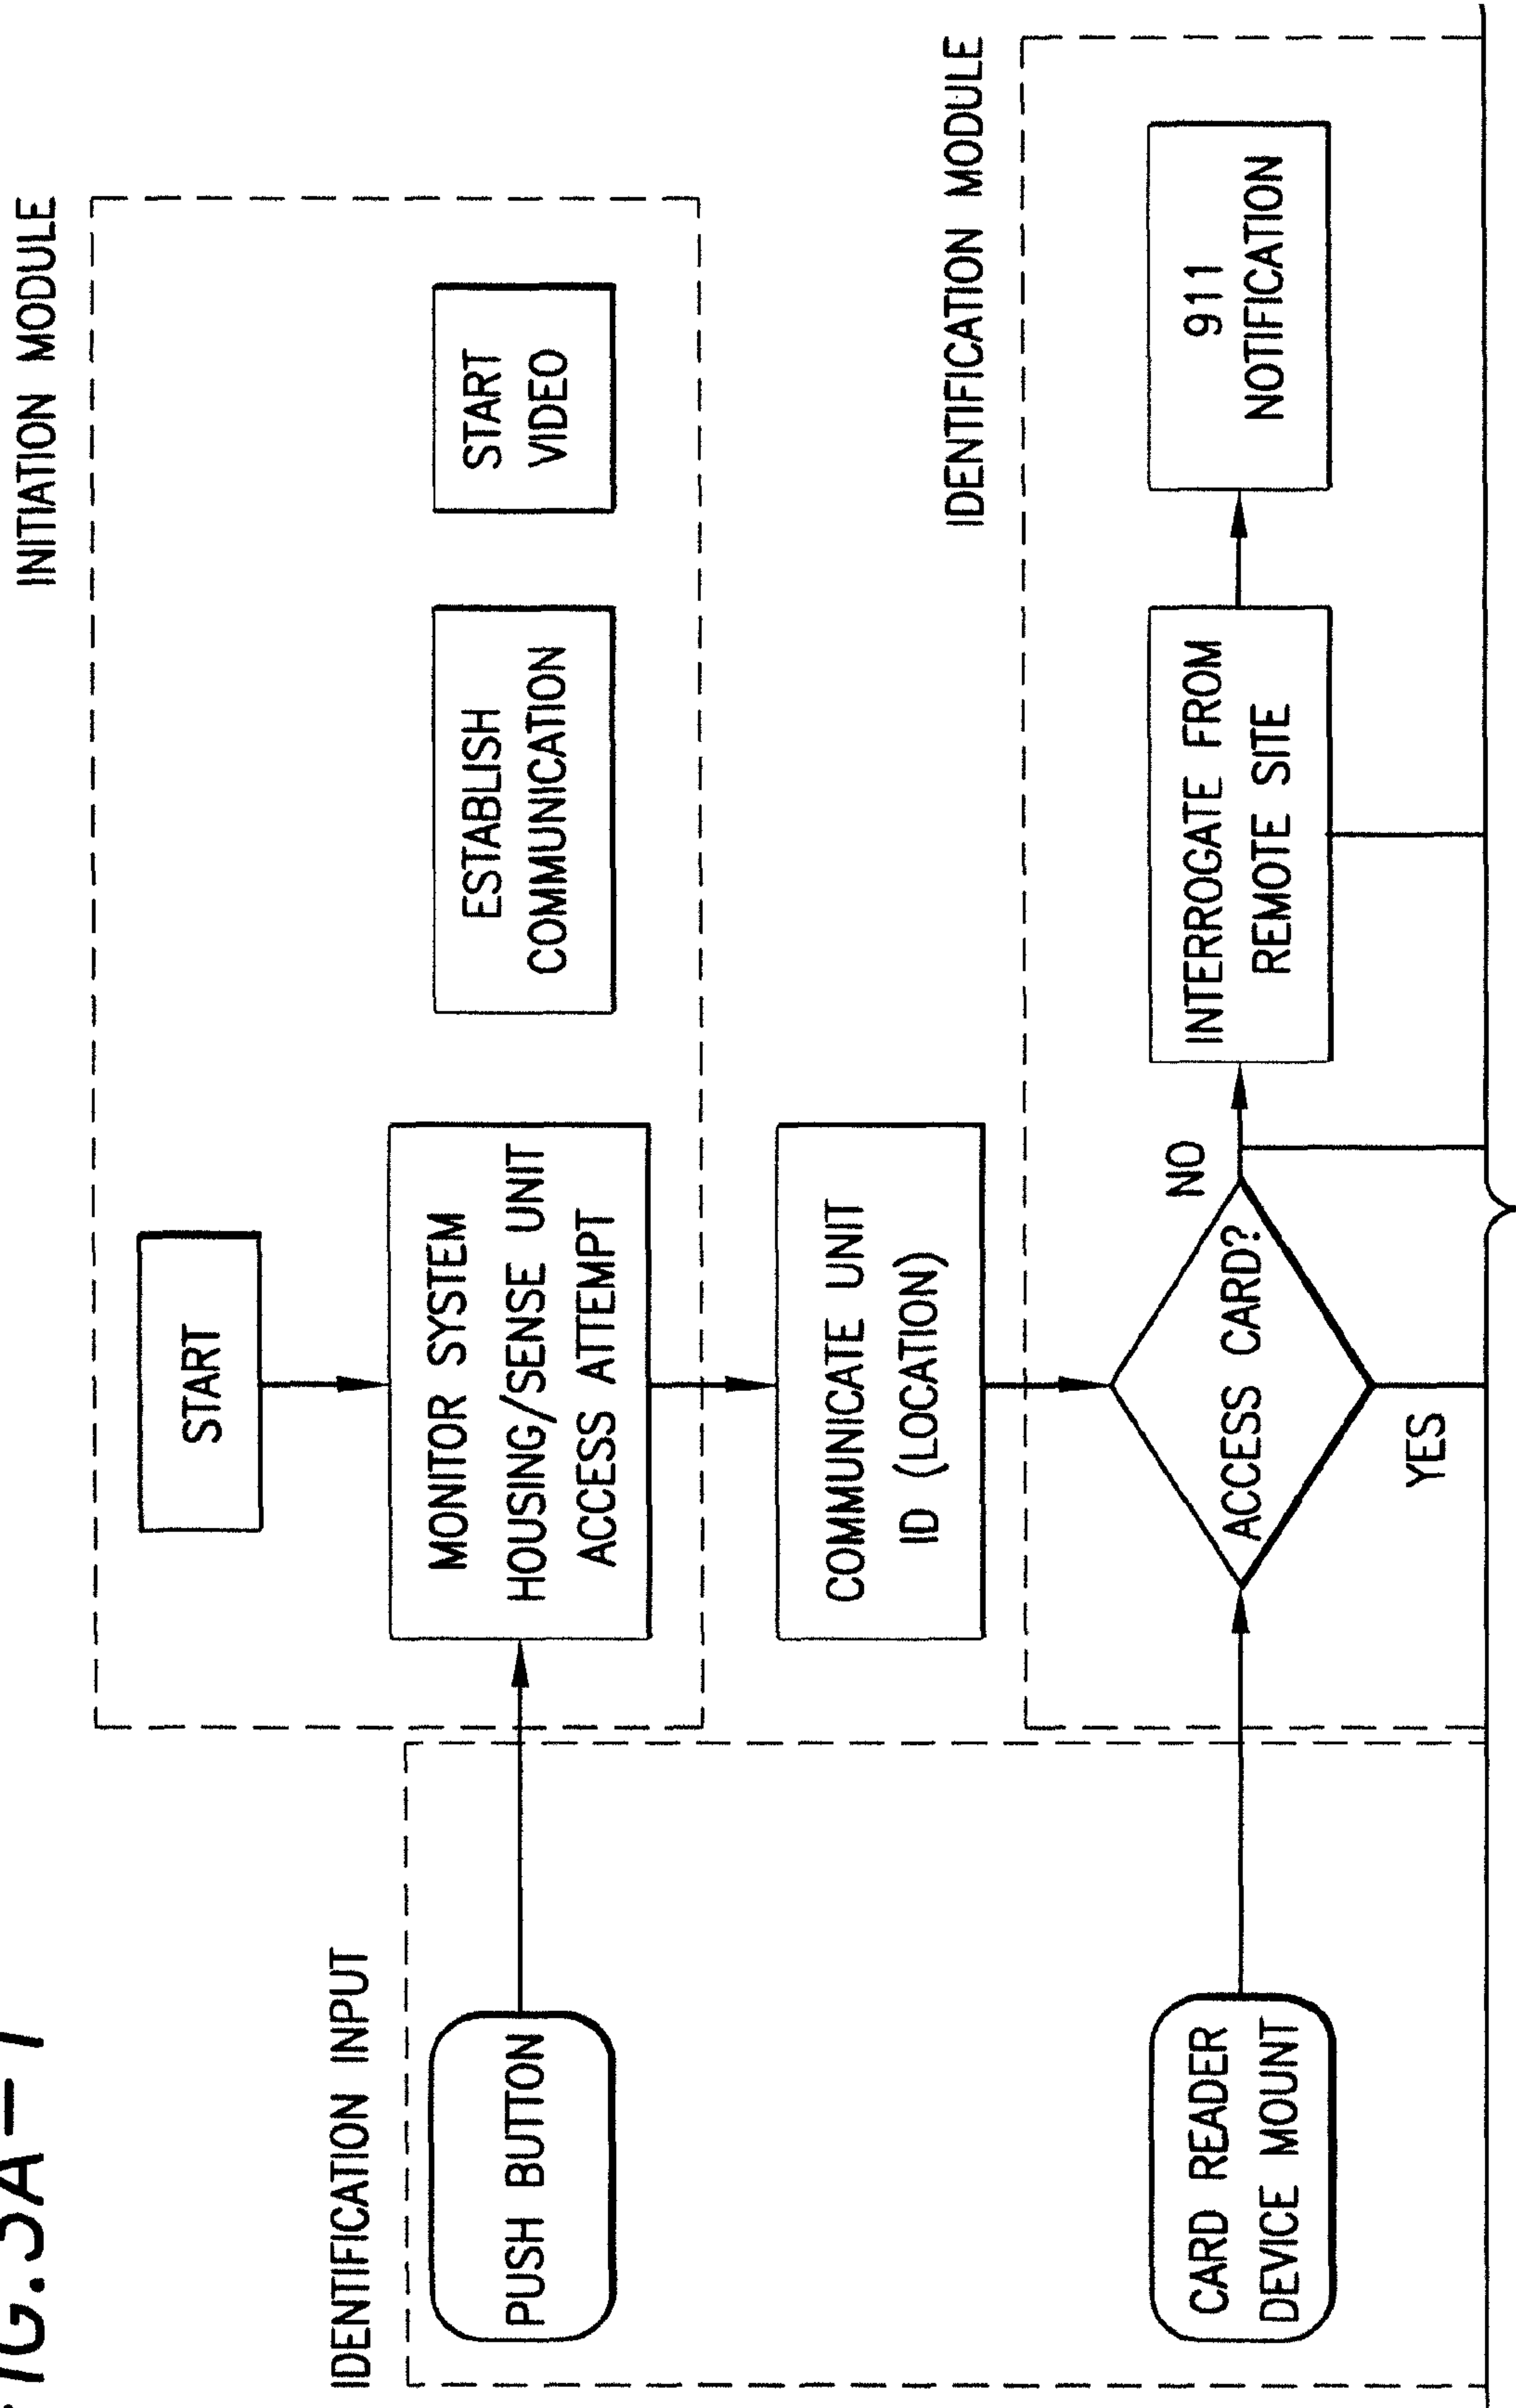 FIG.3A-1
INITIATION MODULE
START
IDENTIFICATION INPUT
PUSH BUTTON
MONITOR SYSTEM
HOUSING/SENSE UNIT
ACCESS ATTEMPT
ESTABLISH
COMMUNICATION
START
VIDEO
COMMUNICATE UNIT
ID (LOCATION)
IDENTIFICATION MODULE
CARD READER
DEVICE MOUNT
ACCESS CARD?
NO
YES
INTERROGATE FROM
REMOTE SITE
911
NOTIFICATION